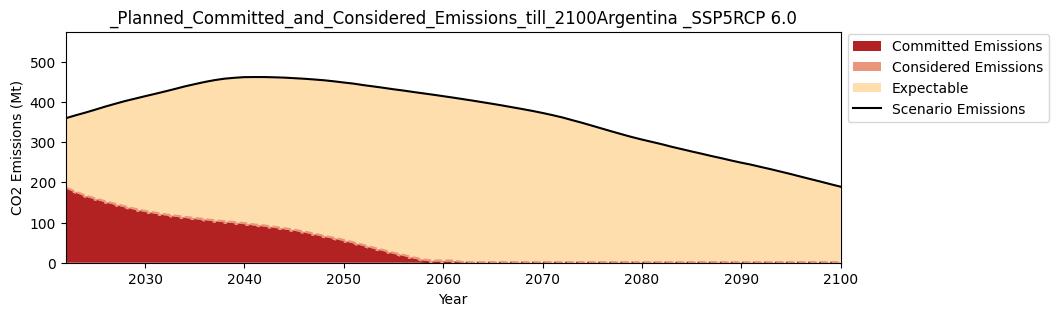 _Planned_Committed_and_Considered_Emissions_till_2100Argentina _SSP5RCP 6.0
Committed Emissions
Considered Emissions
Expectable
Scenario Emissions
CO2 Emissions (Mt)
500
400
300
200
100
0
2030 2040 2050 2060 2070 2080 2090 2100
Year